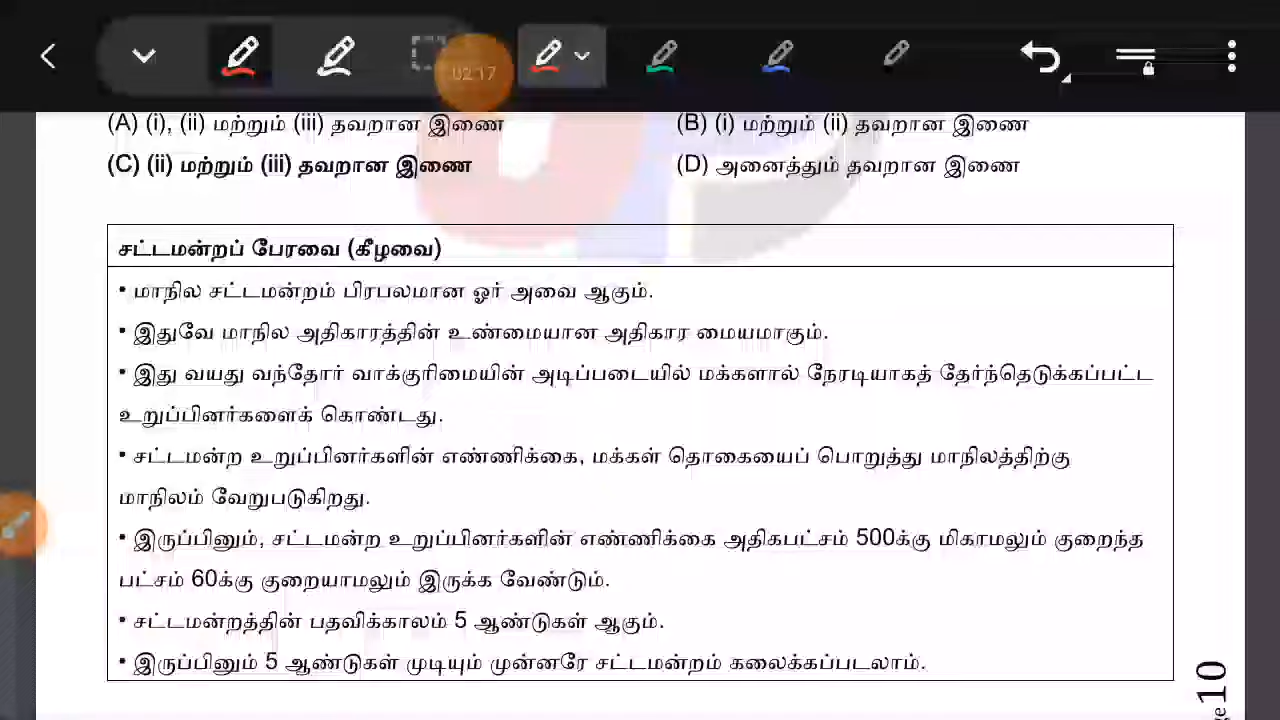 02:17
(A) (i), (ii) மற்றும் (iii) தவறான இணை
(B) (i) மற்றும் (ii) தவறான இணை
(C) (ii) மற்றும் (iii) தவறான இணை
(D) அனைத்தும் தவறான இணை
சட்டமன்றப் பேரவை (கீழவை)
• மாநில சட்டமன்றம் பிரபலமான ஓர் அவை ஆகும்.
• இதுவே மாநில அதிகாரத்தின் உண்மையான அதிகார மையமாகும்.
• இது வயது வந்தோர் வாக்குரிமையின் அடிப்படையில் மக்களால் நேரடியாகத் தேர்ந்தெடுக்கப்பட்ட
உறுப்பினர்களைக் கொண்டது.
• சட்டமன்ற உறுப்பினர்களின் எண்ணிக்கை, மக்கள் தொகையைப் பொறுத்து மாநிலத்திற்கு
மாநிலம் வேறுபடுகிறது.
• இருப்பினும், சட்டமன்ற உறுப்பினர்களின் எண்ணிக்கை அதிகபட்சம் 500க்கு மிகாமலும் குறைந்த
பட்சம் 60க்கு குறையாமலும் இருக்க வேண்டும்.
• சட்டமன்றத்தின் பதவிக்காலம் 5 ஆண்டுகள் ஆகும்.
• இருப்பினும் 5 ஆண்டுகள் முடியும் முன்னரே சட்டமன்றம் கலைக்கப்படலாம்.
10